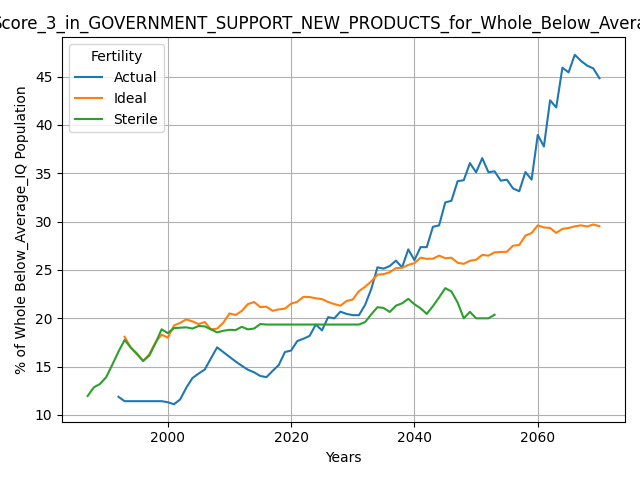 Score_3_in_GOVERNMENT_SUPPORT_NEW_PRODUCTS_for_Whole_Below_Avera
Fertility
Actual
Ideal
Sterile
% of Whole Below_Average_IQ Population
45
40
35
30
25
20
15
10
2000
2020
2040
2060
Years